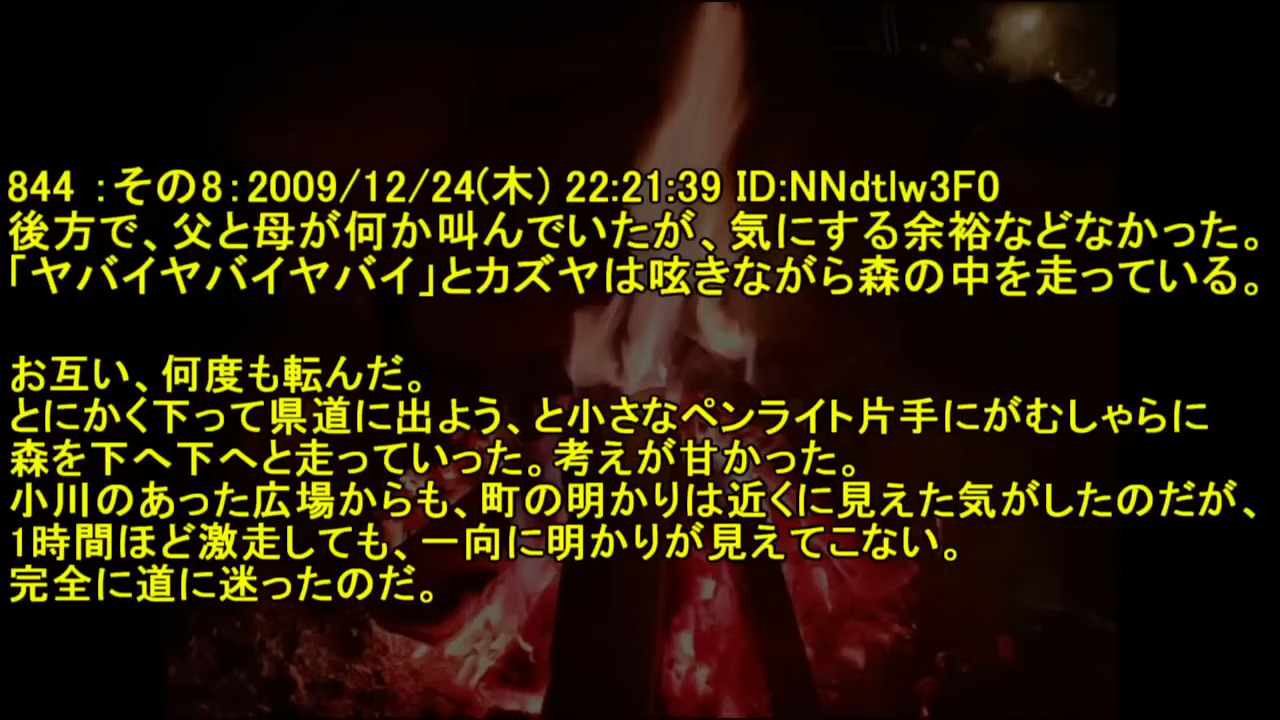 844 :その8:2009/12/24(木) 22:21:39 ID:NNdtlw3F0
後方で、父と母が何か叫んでいたが、気にする余裕などなかった。
「ヤバイヤバイヤバイ」とカズヤは呟きながら森の中を走っている。
お互い、何度も転んだ。
とにかく下って県道に出よう、と小さなペンライト片手にがむしゃらに
森を下へ下へと走っていった。考えが甘かった。
小川のあった広場からも、町の明かりは近くに見えた気がしたのだが、
1時間ほど激走しても、一向に明かりが見えてこない。
完全に道に迷ったのだ。